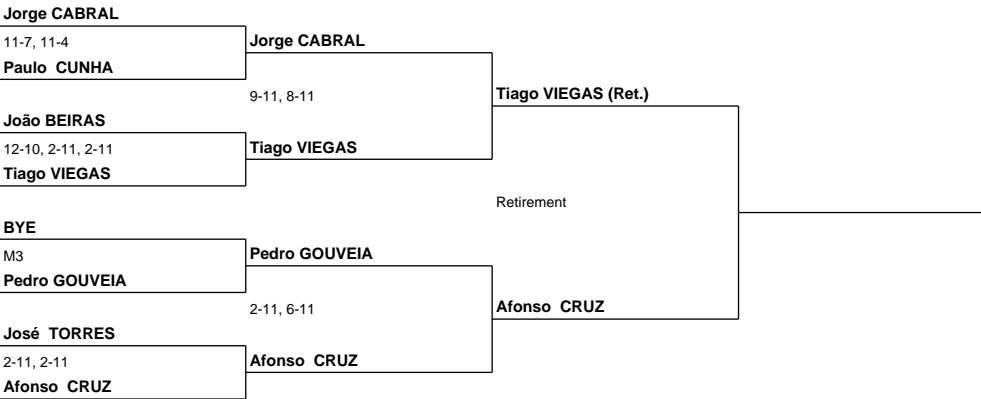 Jorge CABRAL
11-7, 11-4
Jorge CABRAL
Paulo CUNHA
9-11, 8-11
Tiago VIEGAS (Ret.)
João BEIRAS
12-10, 2-11, 2-11
Tiago VIEGAS
Tiago VIEGAS
Retirement
BYE
M3
Pedro GOUVEIA
Pedro GOUVEIA
2-11, 6-11
Afonso CRUZ
José TORRES
2-11, 2-11
Afonso CRUZ
Afonso CRUZ